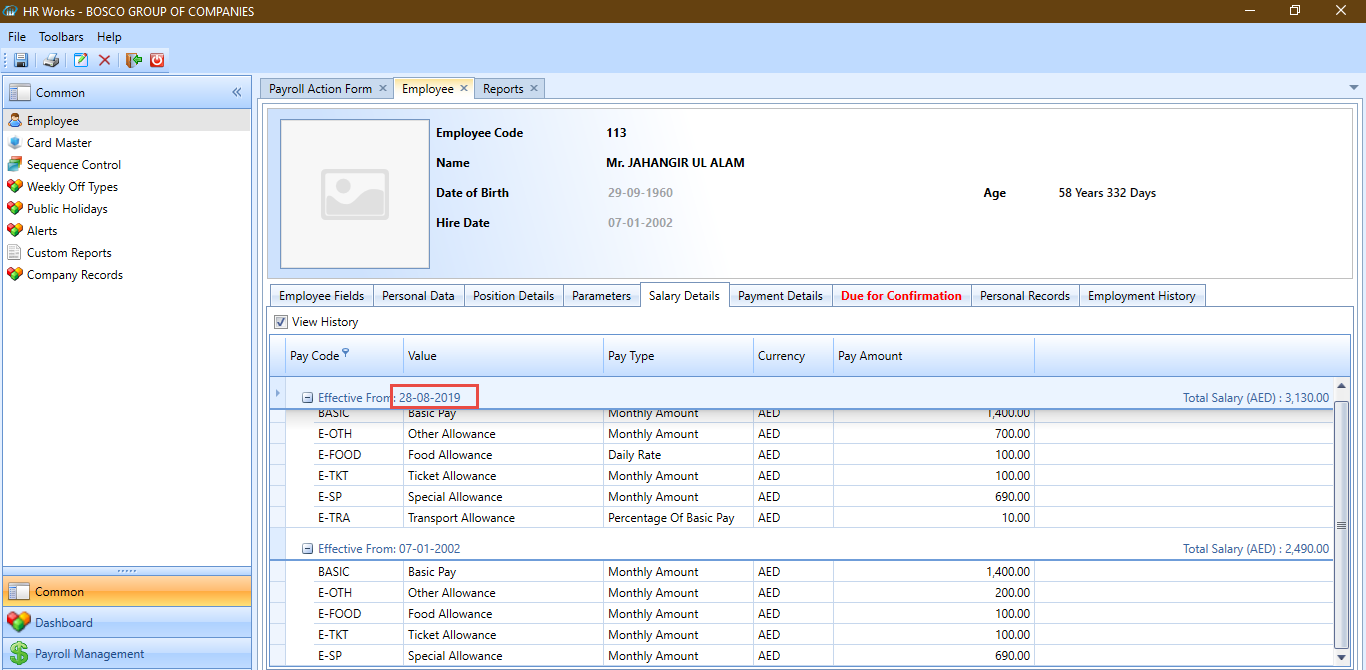 HR Works - BOSCO GROUP OF COMPANIES
File Toolbars Help
Common
Employee
Card Master
Sequence Control
Weekly Off Types
Public Holidays
Alerts
Custom Reports
Company Records
Common
Dashboard
Payroll Management
Payroll Action Form Employee Reports
Employee Code 113
Name Mr. JAHANGIR UL ALAM
Date of Birth 29-09-1960 Age 58 Years 332 Days
Hire Date 07-01-2002
Employee Fields Personal Data Position Details Parameters Salary Details Payment Details Due for Confirmation Personal Records Employment History
View History
Pay Code Value Pay Type Currency Pay Amount
Effective From: 28-08-2019 Total Salary (AED) : 3,130.00
BASIC Basic Pay Monthly Amount AED 1,400.00
E-OTH Other Allowance Monthly Amount AED 700.00
E-FOOD Food Allowance Daily Rate AED 100.00
E-TKT Ticket Allowance Monthly Amount AED 100.00
E-SP Special Allowance Monthly Amount AED 690.00
E-TRA Transport Allowance Percentage Of Basic Pay AED 10.00
Effective From: 07-01-2002 Total Salary (AED) : 2,490.00
BASIC Basic Pay Monthly Amount AED 1,400.00
E-OTH Other Allowance Monthly Amount AED 200.00
E-FOOD Food Allowance Monthly Amount AED 100.00
E-TKT Ticket Allowance Monthly Amount AED 100.00
E-SP Special Allowance Monthly Amount AED 690.00